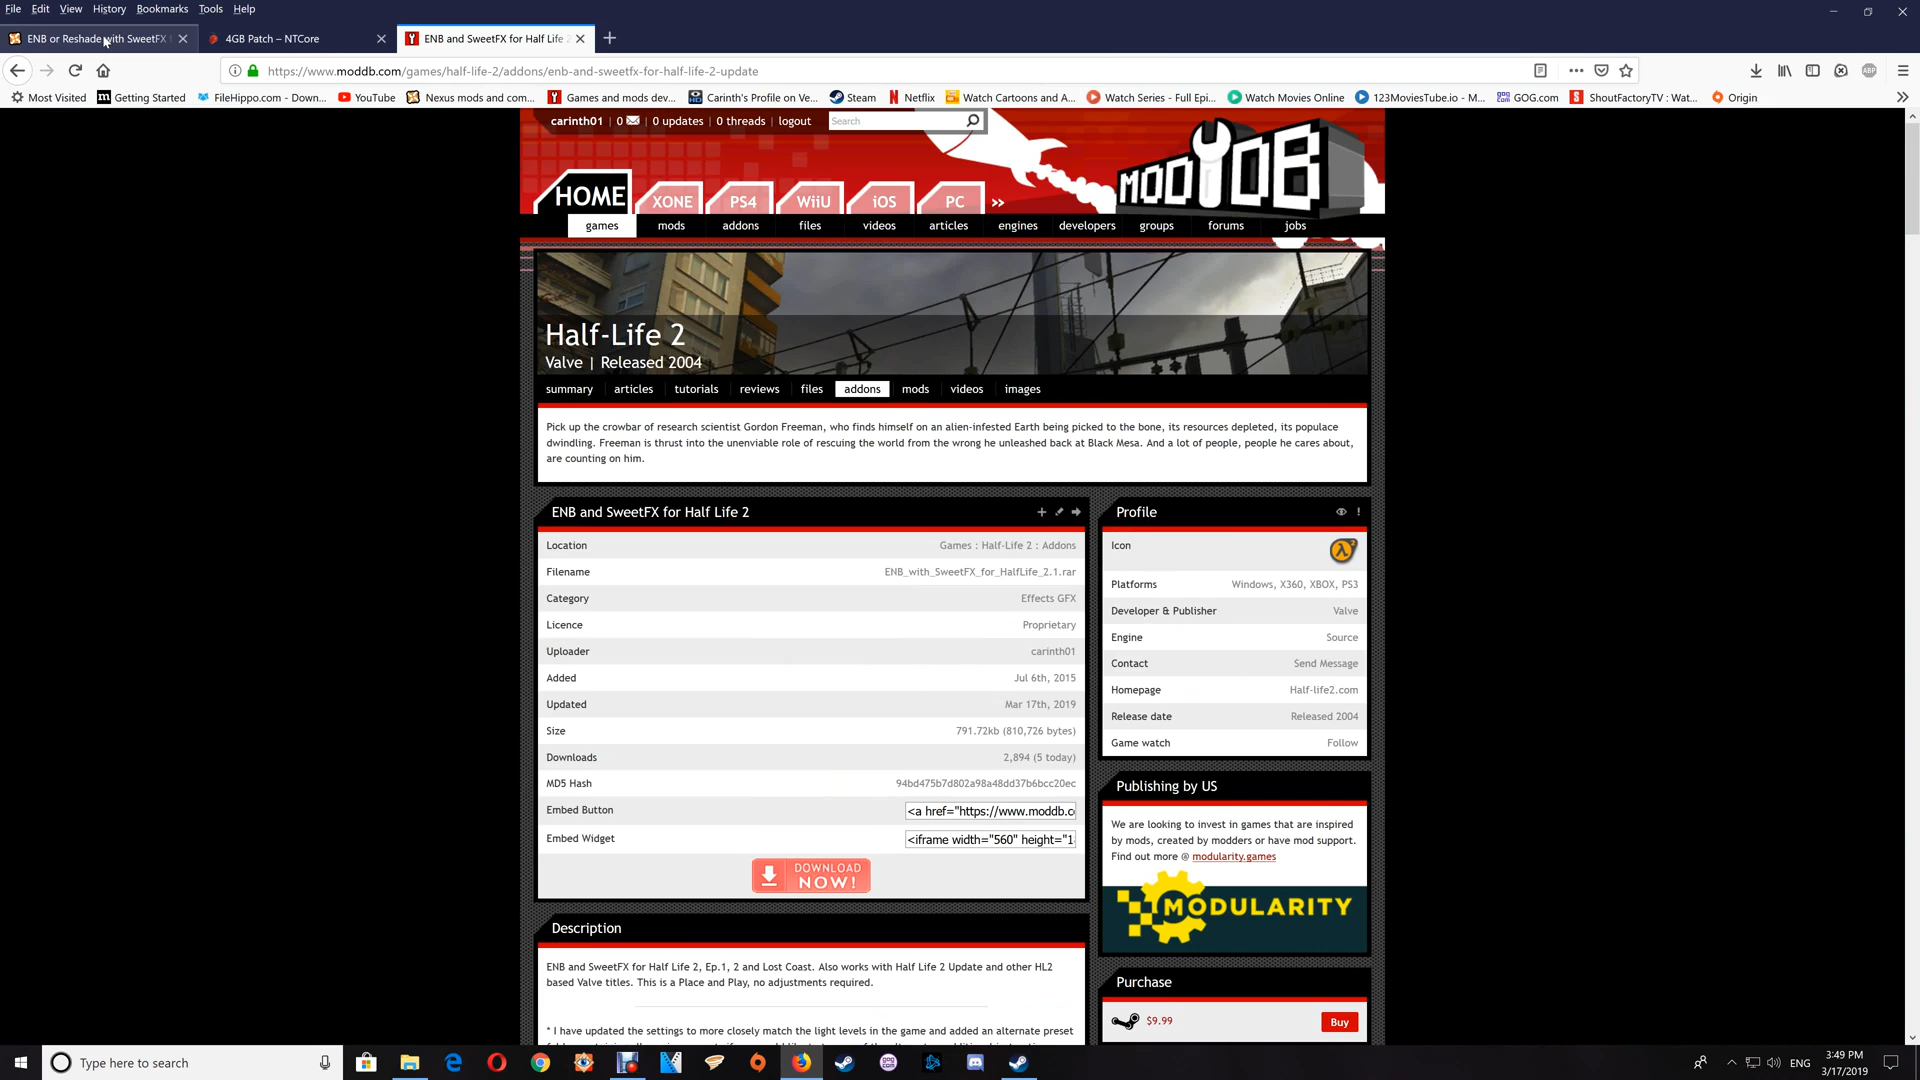 File Edit View History Bookmarks Tools Help
ENB or Reshade with SweetFX
4GB Patch – NTCore
ENB and SweetFX for Half Life 2
https://www.moddb.com/games/half-life-2/addons/enb-and-sweetfx-for-half-life-2-update
Most Visited Getting Started FileHippo.com - Down... YouTube Nexus mods and com... Games and mods dev... Carinth's Profile on Ve... Steam Netflix Watch Cartoons and A... Watch Series - Full Epi... Watch Movies Online 123MoviesTube.io - M... GOG.com ShoutFactoryTV : Wat... Origin
carinth01 | 0 | 0 updates | 0 threads | logout Search
MODDB
HOME XONE PS4 WiiU iOS PC »
games mods addons files videos articles engines developers groups forums jobs
Half-Life 2
Valve | Released 2004
summary articles tutorials reviews files addons mods videos images
Pick up the crowbar of research scientist Gordon Freeman, who finds himself on an alien-infested Earth being picked to the bone, its resources depleted, its populace
dwindling. Freeman is thrust into the unenviable role of rescuing the world from the wrong he unleashed back at Black Mesa. And a lot of people, people he cares about,
are counting on him.
ENB and SweetFX for Half Life 2
Location Games : Half-Life 2 : Addons
Filename ENB_with_SweetFX_for_HalfLife_2.1.rar
Category Effects GFX
Licence Proprietary
Uploader carinth01
Added Jul 6th, 2015
Updated Mar 17th, 2019
Size 791.72kb (810,726 bytes)
Downloads 2,894 (5 today)
MD5 Hash 94bd475b7d802a98a48dd37b6bcc20ec
Embed Button <a href="https://www.moddb.c
Embed Widget <iframe width="560" height="1
DOWNLOAD
NOW!
Description
ENB and SweetFX for Half Life 2, Ep.1, 2 and Lost Coast. Also works with Half Life 2 Update and other HL2
based Valve titles. This is a Place and Play, no adjustments required.
* I have updated the settings to more closely match the light levels in the game and added an alternate preset
Profile
Icon
Platforms Windows, X360, XBOX, PS3
Developer & Publisher Valve
Engine Source
Contact Send Message
Homepage Half-life2.com
Release date Released 2004
Game watch Follow
Publishing by US
We are looking to invest in games that are inspired
by mods, created by modders or have mod support.
Find out more @ modularity.games
MODULARITY
Purchase
$9.99 Buy
Type here to search
ENG
3:49 PM
3/17/2019